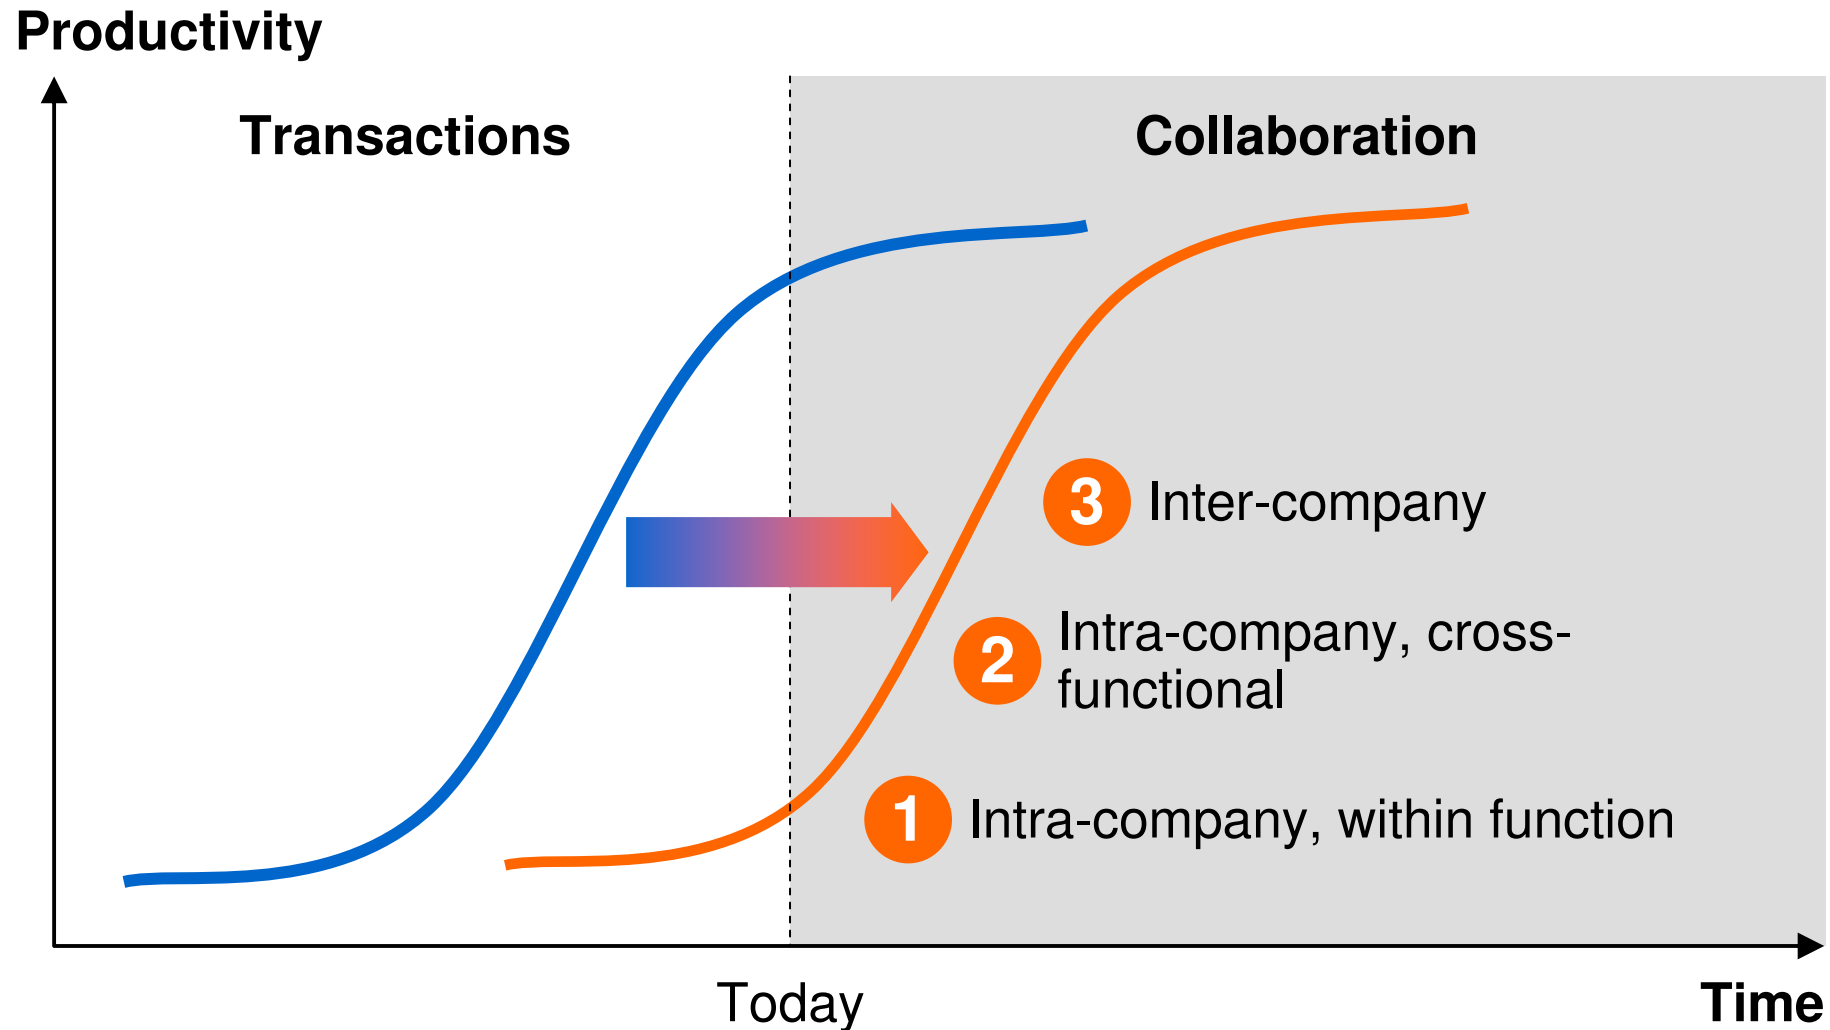 Productivity
Transactions
Collaboration
3 Inter-company
2 Intra-company, cross-
functional
1 Intra-company, within function
Today
Time